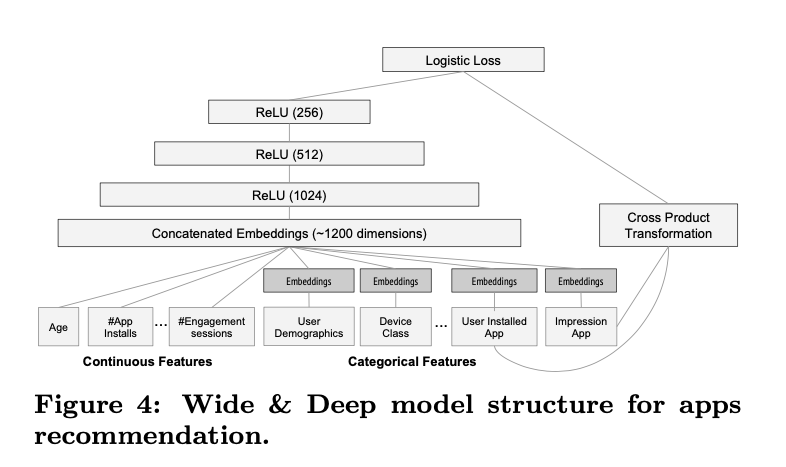 Logistic Loss
ReLU (256)
ReLU (512)
ReLU (1024)
Concatenated Embeddings (~1200 dimensions)
Cross Product
Transformation
Embeddings
Embeddings
Embeddings
Embeddings
Age
#App
Installs
...
#Engagement
sessions
User
Demographics
Device
Class
...
User Installed
App
Impression
App
Continuous Features
Categorical Features
Figure 4: Wide & Deep model structure for apps
recommendation.